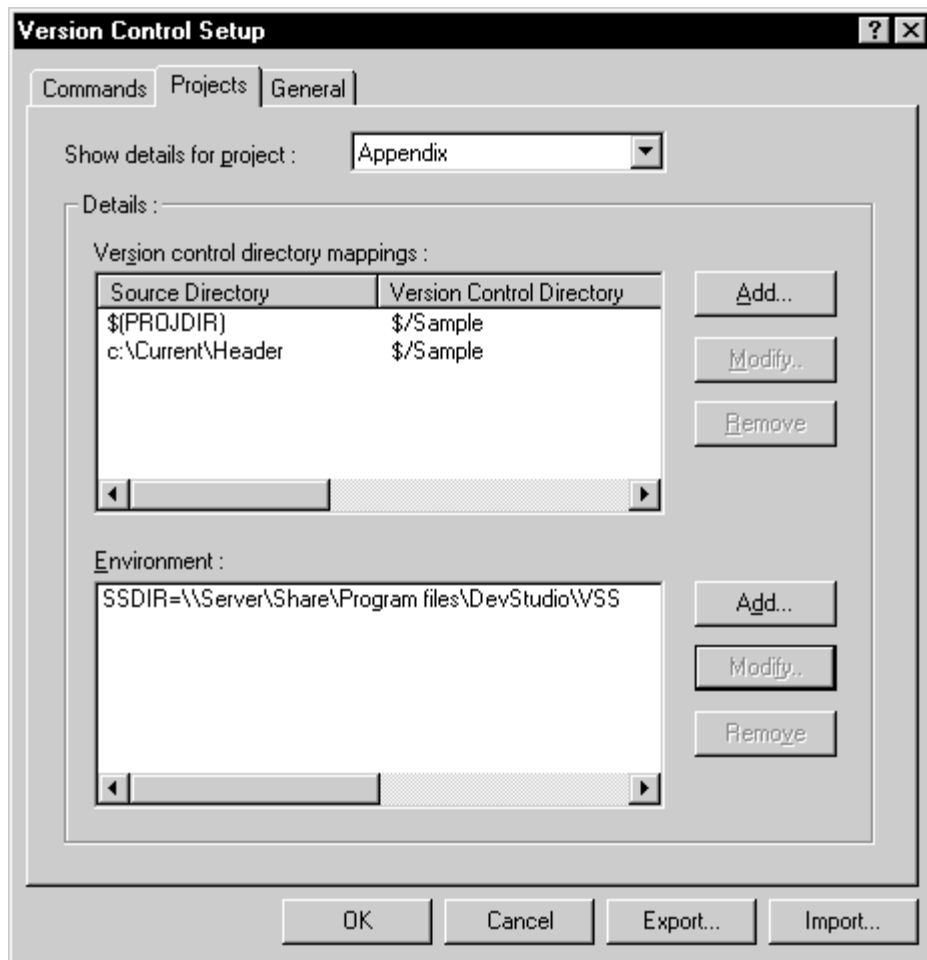 Version Control Setup
Commands Projects General
Show details for project : Appendix
Details :
Version control directory mappings :
Source Directory Version Control Directory
$(PROJDIR) $/Sample
c:\Current\Header $/Sample
Add...
Modify..
Remove
Environment :
SSDIR=\\Server\Share\Program files\DevStudio\VSS
Add...
Modify..
Remove
OK Cancel Export... Import...